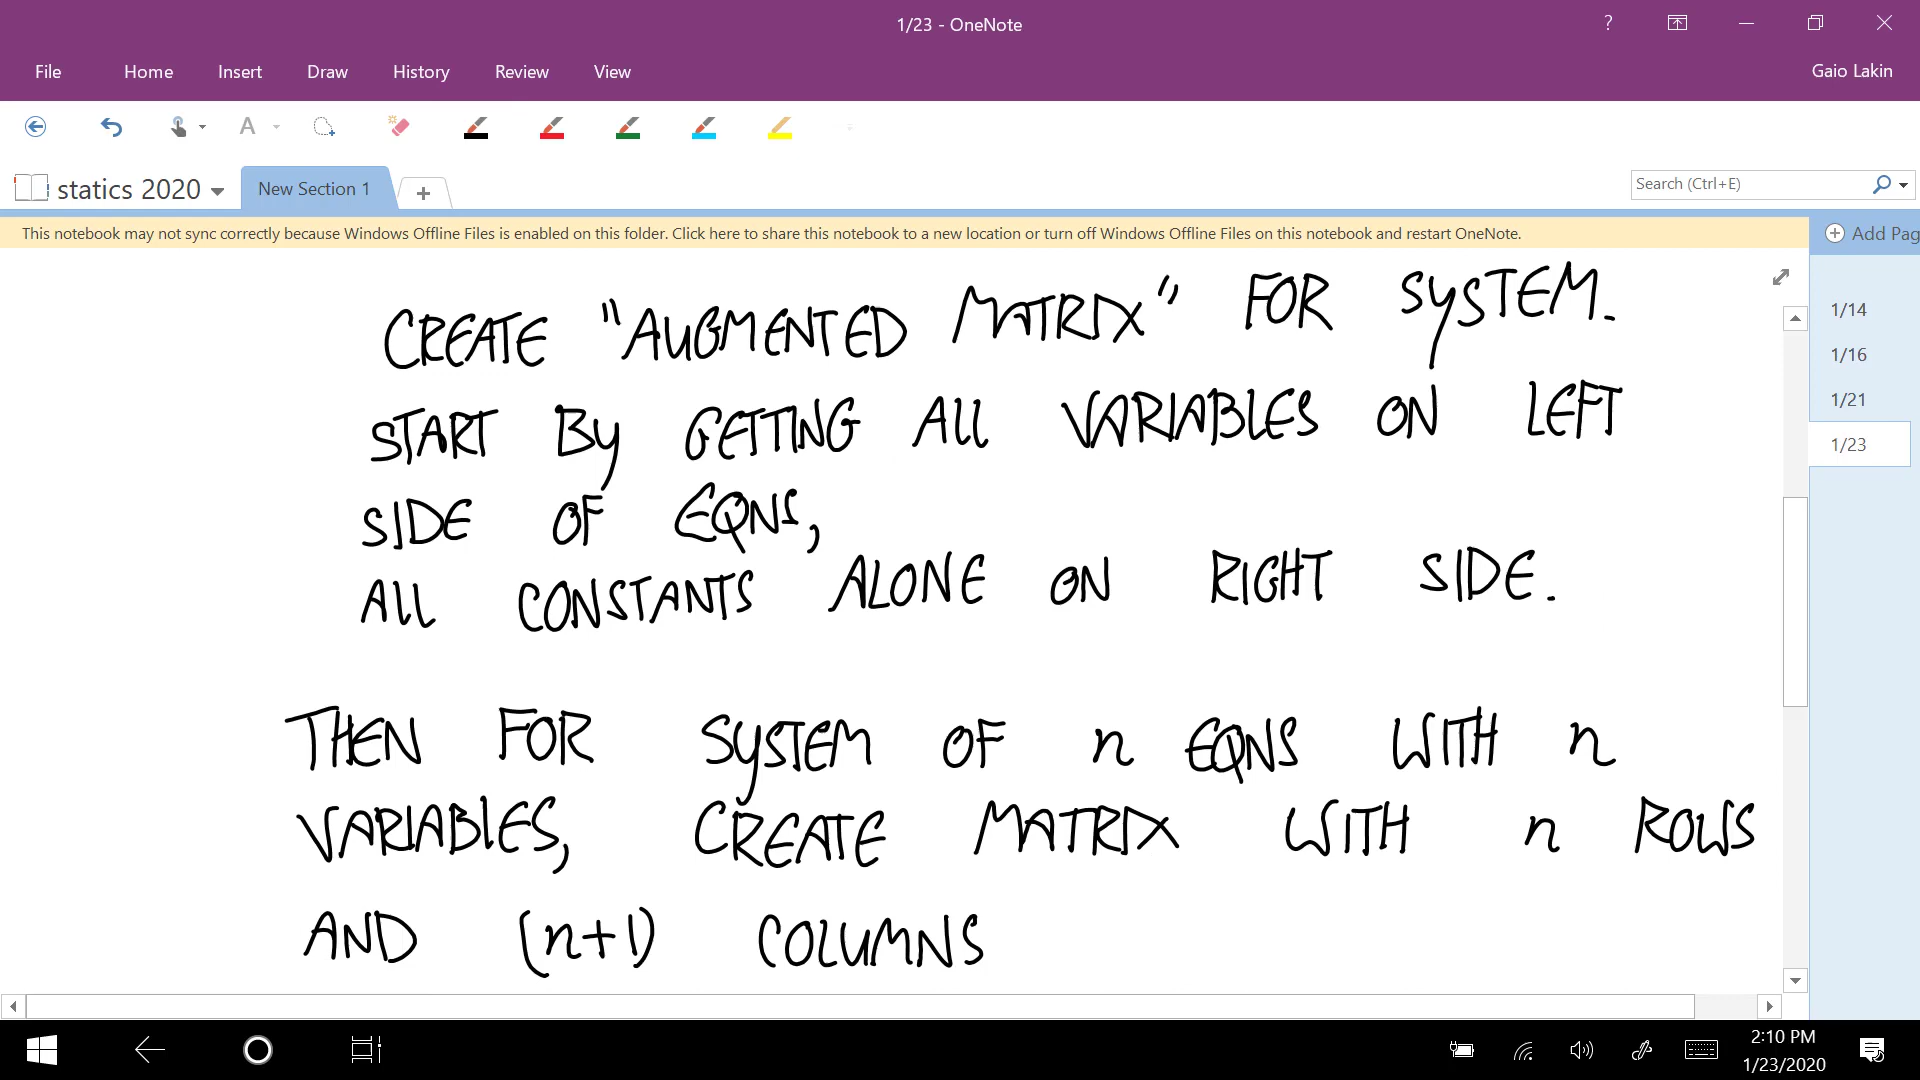 1/23 - OneNote
?
File Home Insert Draw History Review View Gaio Lakin
A
statics 2020 New Section 1 + Search (Ctrl+E)
This notebook may not sync correctly because Windows Offline Files is enabled on this folder. Click here to share this notebook to a new location or turn off Windows Offline Files on this notebook and restart OneNote.
Add Pag
1/14
1/16
1/21
1/23
CREATE "AUGMENTED MATRIX" FOR SYSTEM.
START BY GETTING ALL VARIABLES ON LEFT
SIDE OF EQNS,
ALL CONSTANTS ALONE ON RIGHT SIDE.
THEN FOR SYSTEM OF n EQNS WITH n
VARIABLES, CREATE MATRIX WITH n ROWS
AND (n+1) COLUMNS
2:10 PM
1/23/2020